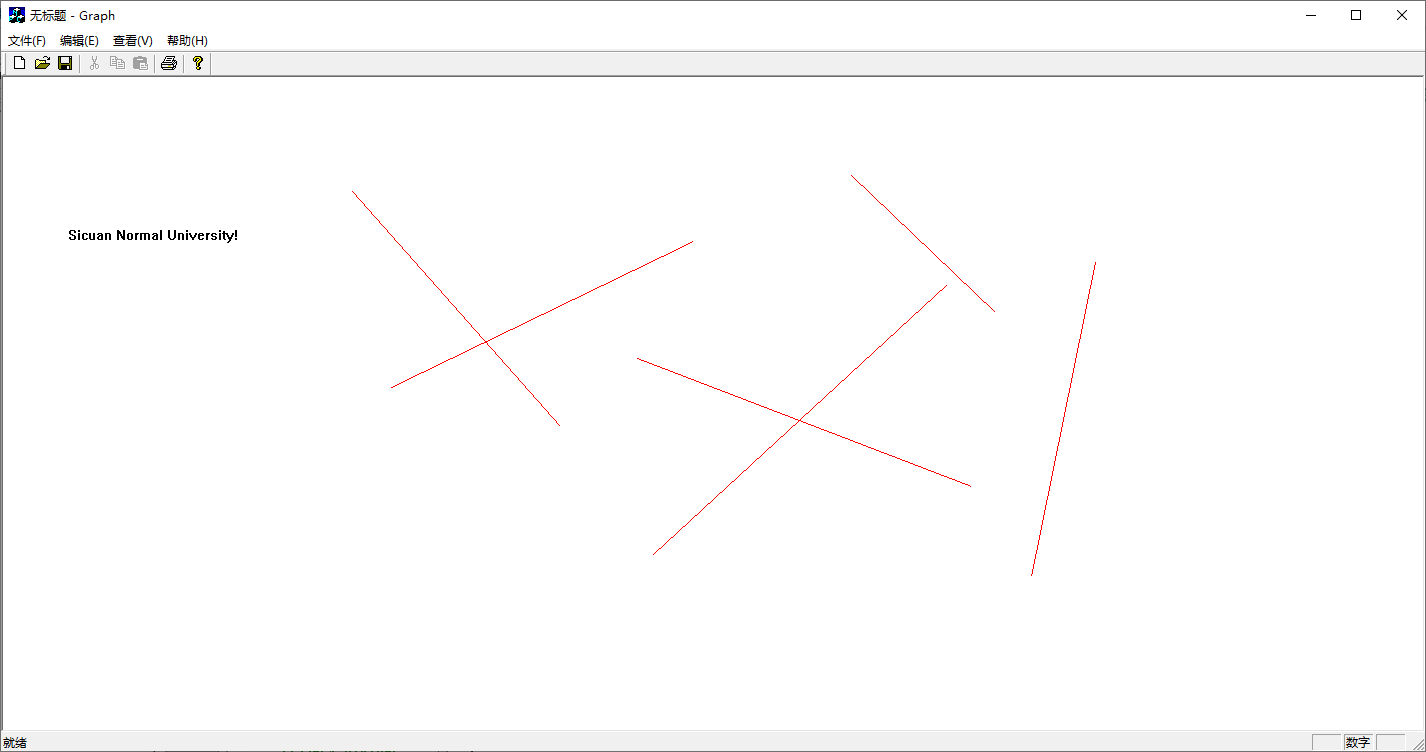 无标题 - Graph
文件(F) 编辑(E) 查看(V) 帮助(H)
Sicuan Normal University!
就绪
数字